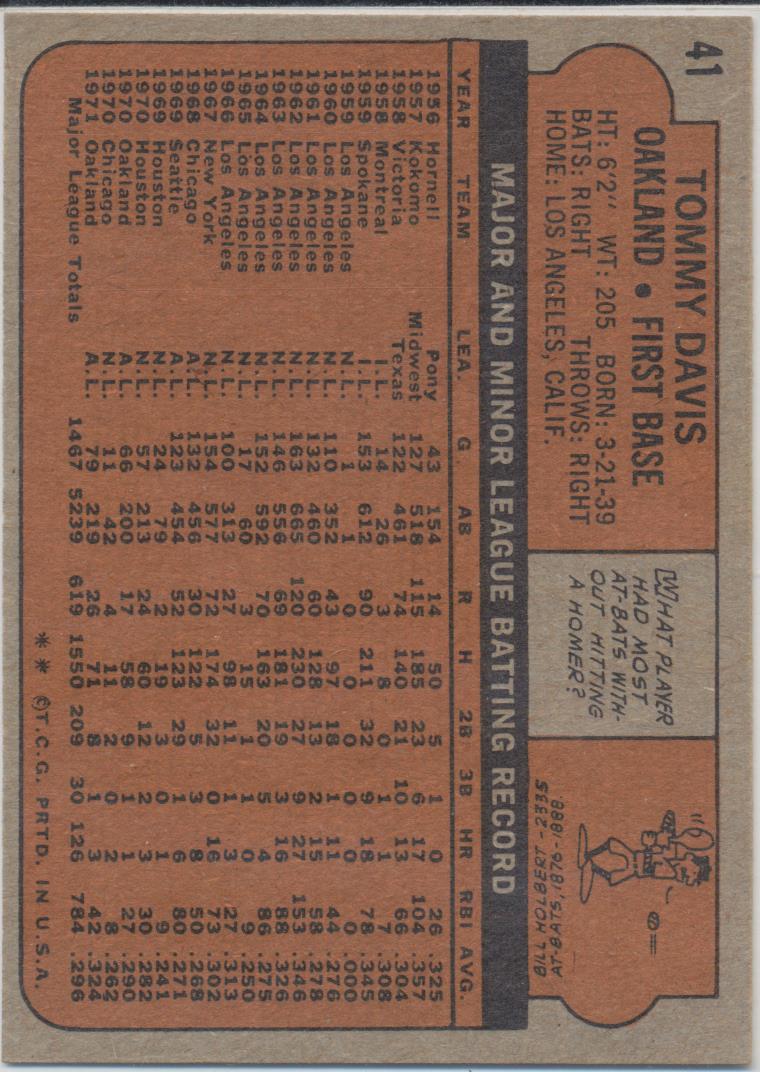 41
TOMMY DAVIS
OAKLAND • FIRST BASE
HT: 6'2" WT: 205 BORN: 3-21-39
BATS: RIGHT THROWS: RIGHT
HOME: LOS ANGELES, CALIF.
WHAT PLAYER
HAD MOST
AT-BATS WITH-
OUT HITTING
A HOMER?
BILL HOLBERT - 2335
AT-BATS, 1876-1888.
MAJOR AND MINOR LEAGUE BATTING RECORD
YEAR TEAM LEA. G AB R H 2B 3B HR RBI AVG.
1956 Hornell Pony 43 154 14 50 5 1 0 26 .325
1957 Kokomo Midwest 127 518 115 185 23 6 17 104 .357
1958 Victoria Texas 122 461 74 140 21 10 13 66 .304
1958 Montreal I.L. 14 26 3 8 0 1 1 7 .308
1959 Spokane I.L. 153 612 90 211 32 9 18 78 .345
1959 Los Angeles N.L. 1 1 0 0 0 0 0 0 .000
1960 Los Angeles N.L. 110 352 43 97 18 1 11 44 .276
1961 Los Angeles N.L. 132 460 60 128 13 2 15 58 .278
1962 Los Angeles N.L. 163 665 120 230 27 9 27 153 .346
1963 Los Angeles N.L. 146 556 69 181 19 3 16 88 .326
1964 Los Angeles N.L. 152 592 70 163 20 5 4 86 .275
1965 Los Angeles N.L. 17 60 3 15 1 1 0 9 .250
1966 Los Angeles N.L. 100 313 27 98 11 1 3 27 .313
1967 New York N.L. 154 577 72 174 32 0 16 73 .302
1968 Chicago A.L. 132 456 30 122 5 3 8 50 .268
1969 Seattle A.L. 123 454 52 123 29 1 6 80 .271
1969 Houston N.L. 24 79 2 19 3 0 1 9 .241
1970 Houston N.L. 57 213 24 60 12 2 3 30 .282
1970 Oakland A.L. 66 200 17 58 9 1 1 27 .290
1970 Chicago N.L. 11 42 4 11 2 0 2 8 .262
1971 Oakland A.L. 79 219 26 71 8 1 3 42 .324
Major League Totals 1467 5239 619 1550 209 30 126 784 .296
** ©T.C.G. PRTD. IN U.S.A.